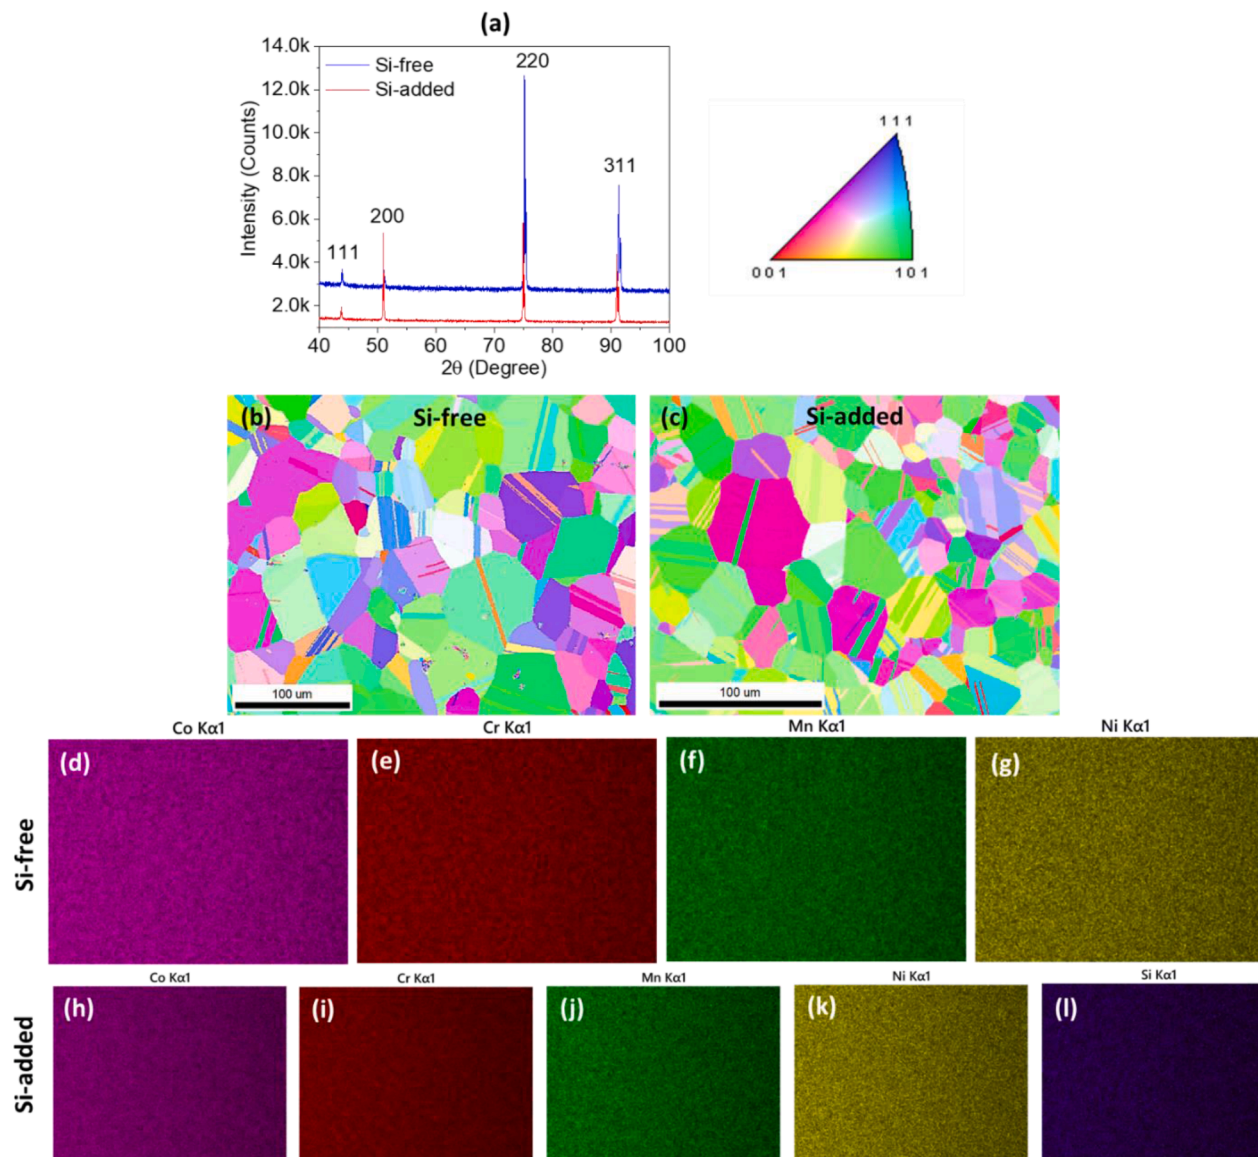 (a)
14.0k
12.0k
10.0k
8.0k
6.0k
4.0k
2.0k
Intensity (Counts)
Si-free
Si-added
111
200
220
311
40 50 60 70 80 90 100
2θ (Degree)
1 1 1
0 0 1
1 0 1
(b) Si-free
100 um
(c) Si-added
100 um
Si-free
Co Kα1
(d)
Cr Kα1
(e)
Mn Kα1
(f)
Ni Kα1
(g)
Si-added
Co Kα1
(h)
Cr Kα1
(i)
Mn Kα1
(j)
Ni Kα1
(k)
Si Kα1
(l)